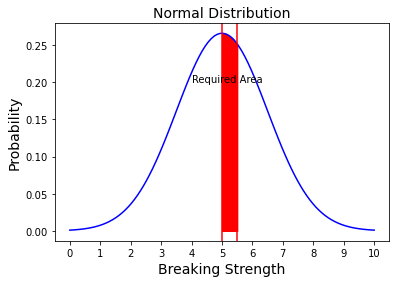 Normal Distribution
Probability
0.25
0.20
0.15
0.10
0.05
0.00
Required Area
0 1 2 3 4 5 6 7 8 9 10
Breaking Strength